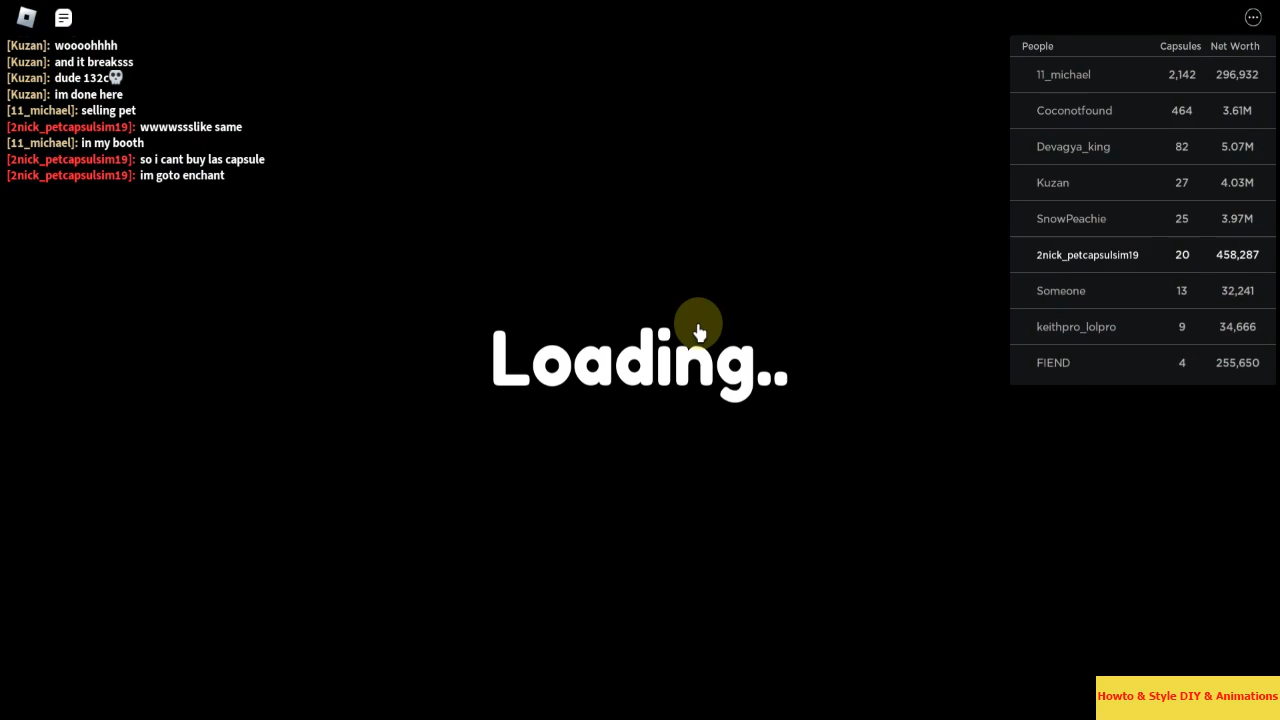 [Kuzan]: woooohhhh
[Kuzan]: and it breaksss
[Kuzan]: dude 132c💀
[Kuzan]: im done here
[11_michael]: selling pet
[2nick_petcapsulsim19]: wwwwssslike same
[11_michael]: in my booth
[2nick_petcapsulsim19]: so i cant buy las capsule
[2nick_petcapsulsim19]: im goto enchant
People Capsules Net Worth
11_michael 2,142 296,932
Coconotfound 464 3.61M
Devagya_king 82 5.07M
Kuzan 27 4.03M
SnowPeachie 25 3.97M
2nick_petcapsulsim19 20 458,287
Someone 13 32,241
keithpro_lolpro 9 34,666
FIEND 4 255,650
Loading..
Howto & Style DIY & Animations